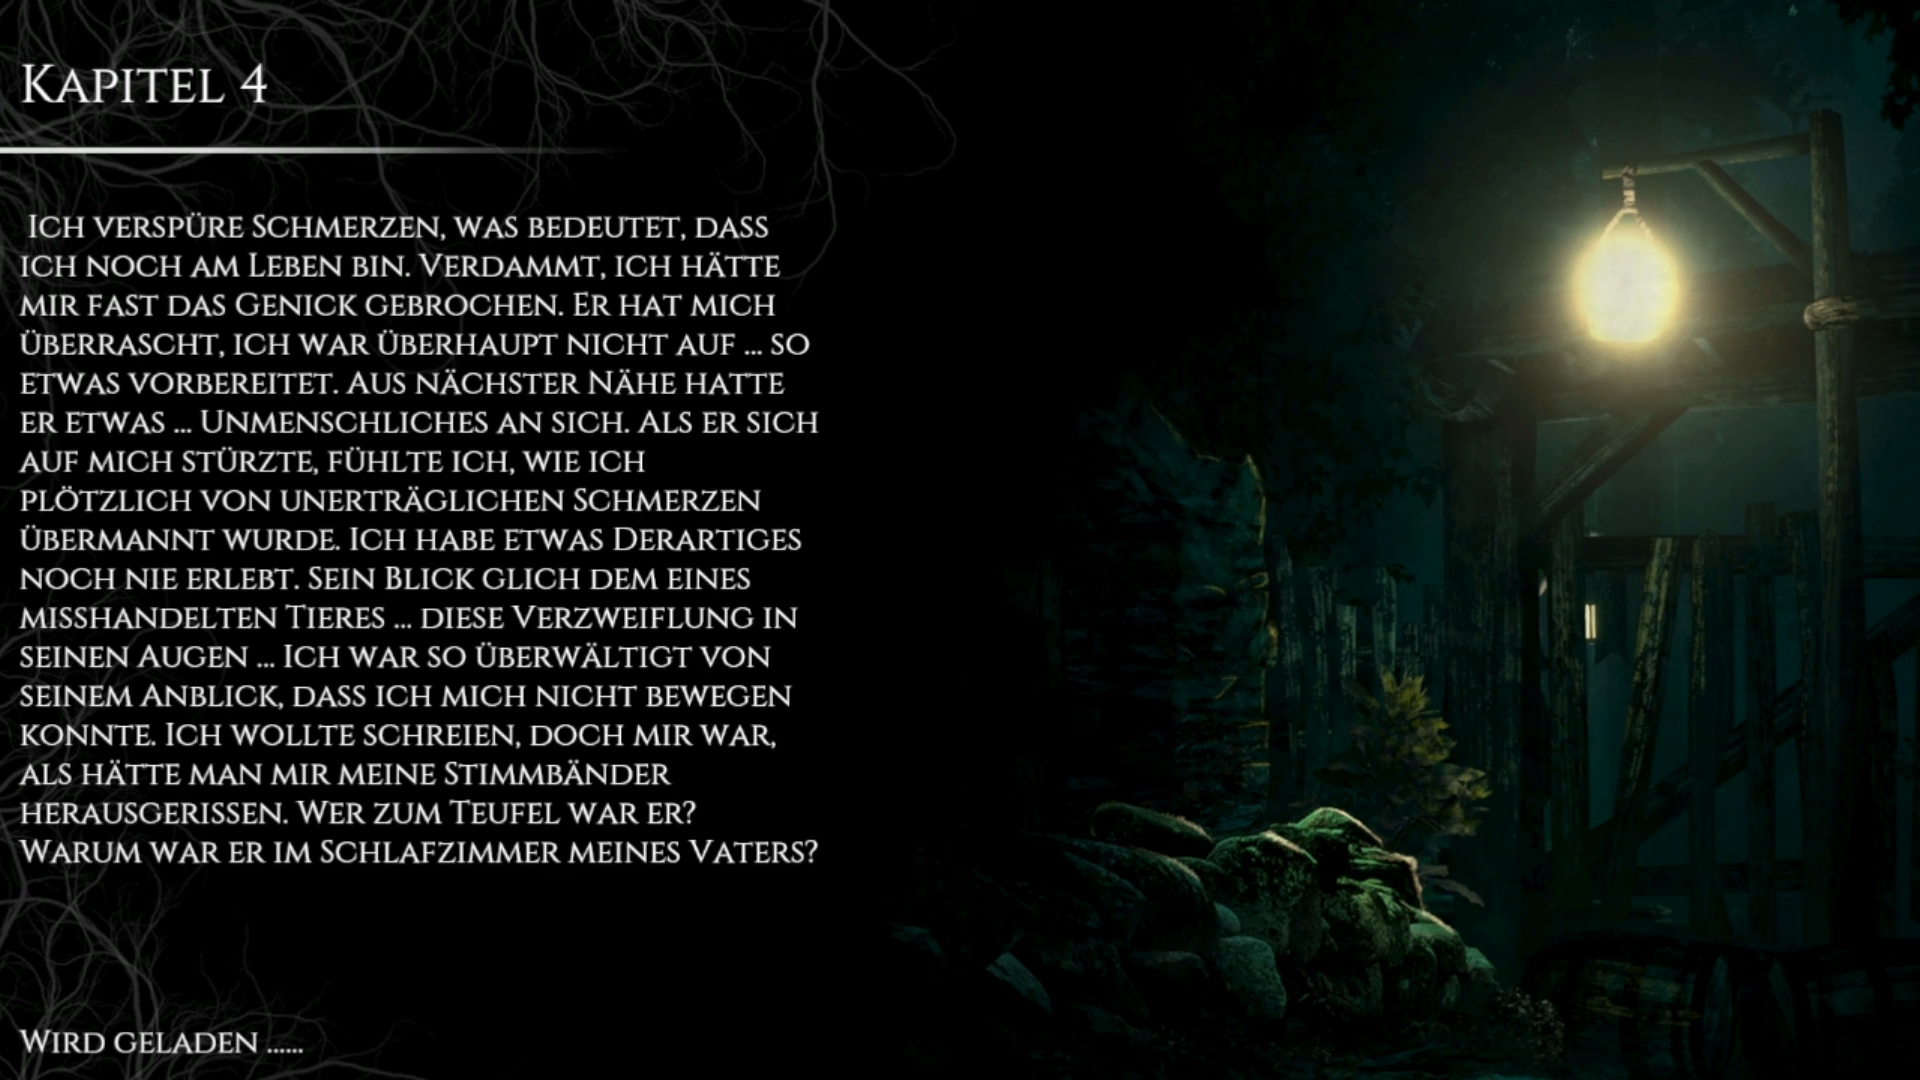 Kapitel 4
Ich verspüre Schmerzen, was bedeutet, dass
ich noch am Leben bin. Verdammt, ich hätte
mir fast das Genick gebrochen. Er hat mich
überrascht, ich war überhaupt nicht auf ... so
etwas vorbereitet. Aus nächster Nähe hatte
er etwas ... Unmenschliches an sich. Als er sich
auf mich stürzte, fühlte ich, wie ich
plötzlich von unerträglichen Schmerzen
übermannt wurde. Ich habe etwas Derartiges
noch nie erlebt. Sein Blick glich dem eines
misshandelten Tieres ... diese Verzweiflung in
seinen Augen ... Ich war so überwältigt von
seinem Anblick, dass ich mich nicht bewegen
konnte. Ich wollte schreien, doch mir war,
als hätte man mir meine Stimmbänder
herausgerissen. Wer zum Teufel war er?
Warum war er im Schlafzimmer meines Vaters?
Wird geladen ......